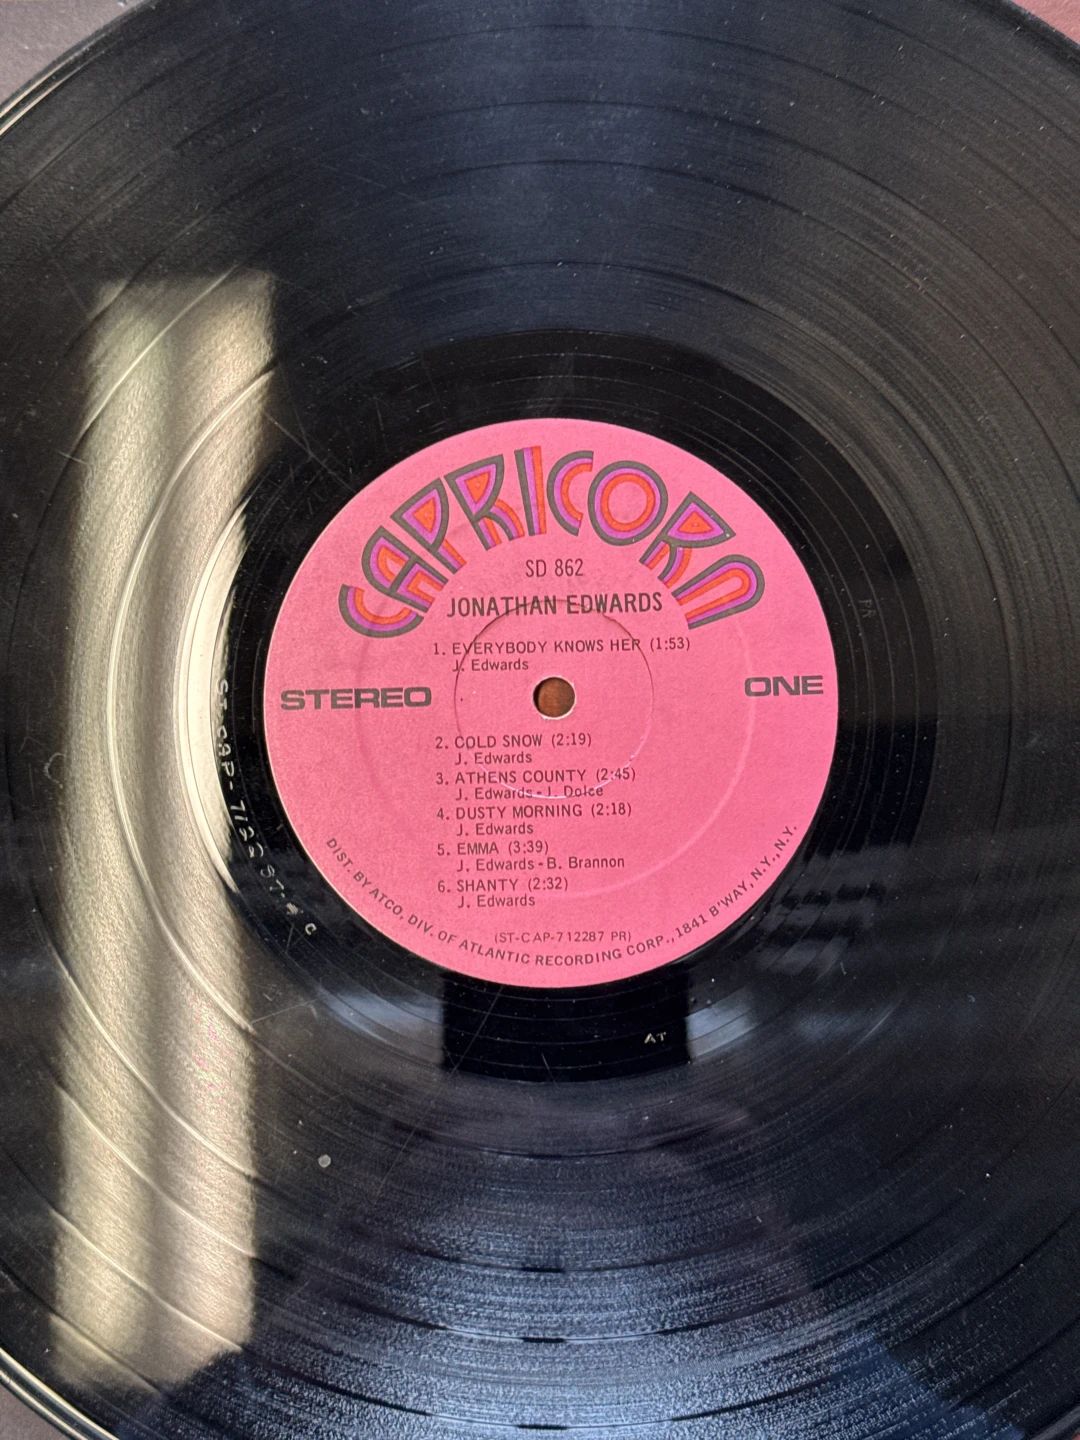 CAPRICORN
SD 862
JONATHAN EDWARDS
1. EVERYBODY KNOWS HER (1:53)
J. Edwards
STEREO
ONE
2. COLD SNOW (2:19)
J. Edwards
3. ATHENS COUNTY (2:45)
J. Edwards - J. Dolce
4. DUSTY MORNING (2:18)
J. Edwards
5. EMMA (3:39)
J. Edwards - B. Brannon
6. SHANTY (2:32)
J. Edwards
(ST-CAP-712287 PR)
DIST. BY ATCO, DIV. OF ATLANTIC RECORDING CORP., 1841 B'WAY, N.Y., N.Y.
AT
PR